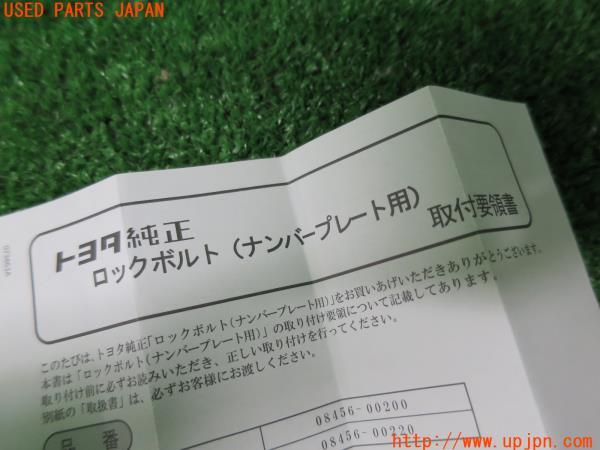 USED PARTS JAPAN
トヨタ純正
ロックボルト(ナンバープレート用) 取付要領書
このたびは、トヨタ純正「ロックボルト(ナンバープレート用)」をお買いあげいただきありがとうございます。
本書は「ロックボルト(ナンバープレート用)」の取り付け要領について記載してあります。
取り付け前に必ずお読みいただき、正しい取り付けを行ってください。
別紙の「取扱書」は、必ずお客様にお渡しください。
品番
08456-00200
08456-00220
http://www.upjpn.com/